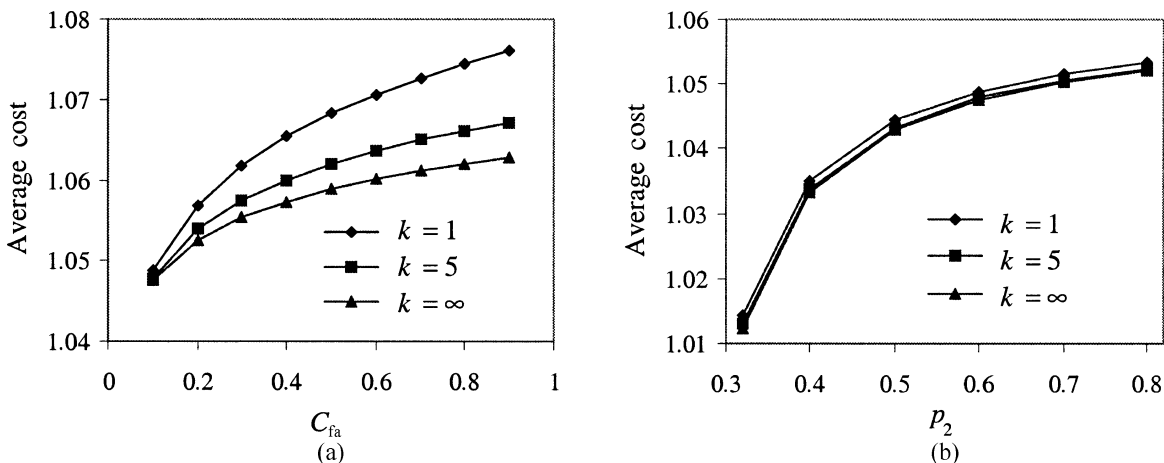 1.08
1.07
1.06
1.05
1.04
Average cost
k = 1
k = 5
k = ∞
0 0.2 0.4 0.6 0.8 1
C_fa
(a)
1.06
1.05
1.04
1.03
1.02
1.01
Average cost
k = 1
k = 5
k = ∞
0.3 0.4 0.5 0.6 0.7 0.8
p_2
(b)